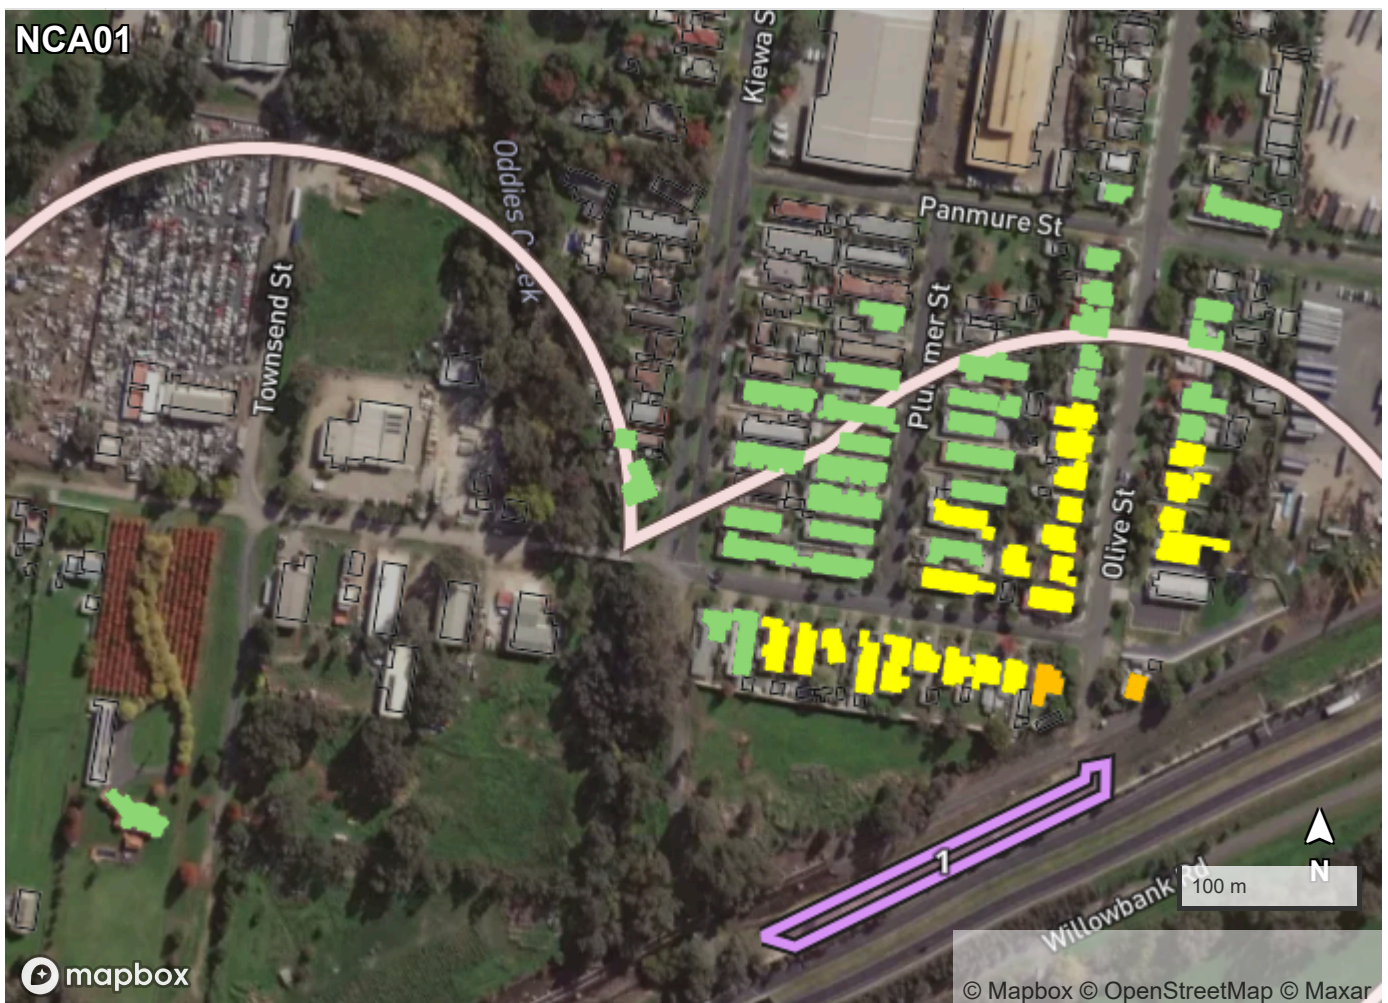 NCA01
Kiewa S
Oddies C
ek
Panmure St
Townsend St
Plu
mer St
Olive St
1
N
100 m
Willowbank Rd
mapbox
© Mapbox © OpenStreetMap © Maxar